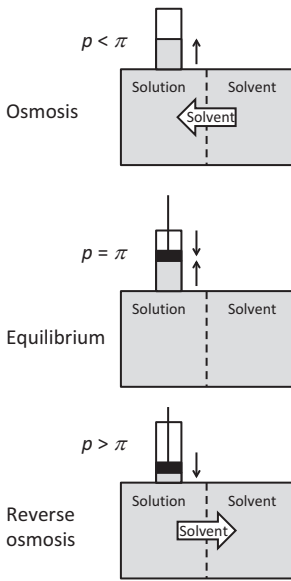 p < π
Solution Solvent
Osmosis
Solvent
p = π
Solution Solvent
Equilibrium
p > π
Solution Solvent
Reverse
osmosis
Solvent